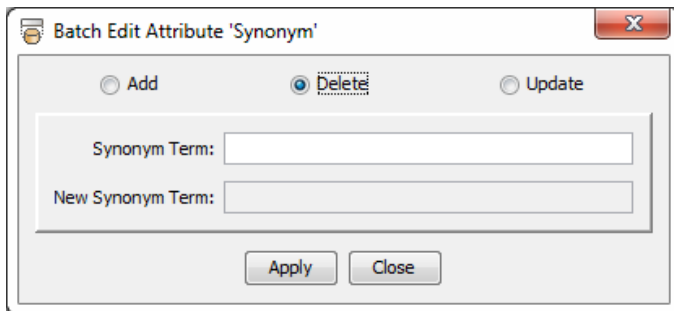 Batch Edit Attribute 'Synonym'
Add Delete Update
Synonym Term:
New Synonym Term:
Apply Close